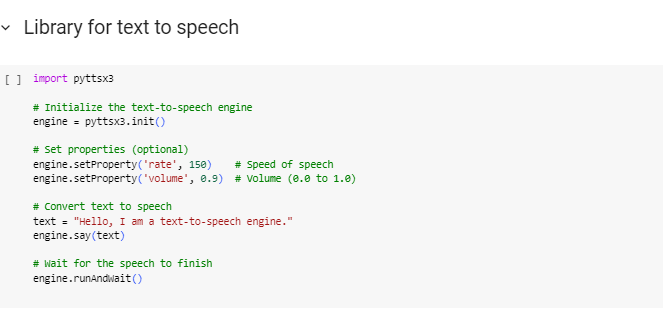 Library for text to speech
[ ] import pyttsx3
# Initialize the text-to-speech engine
engine = pyttsx3.init()
# Set properties (optional)
engine.setProperty('rate', 150)    # Speed of speech
engine.setProperty('volume', 0.9)  # Volume (0.0 to 1.0)
# Convert text to speech
text = "Hello, I am a text-to-speech engine."
engine.say(text)
# Wait for the speech to finish
engine.runAndWait()